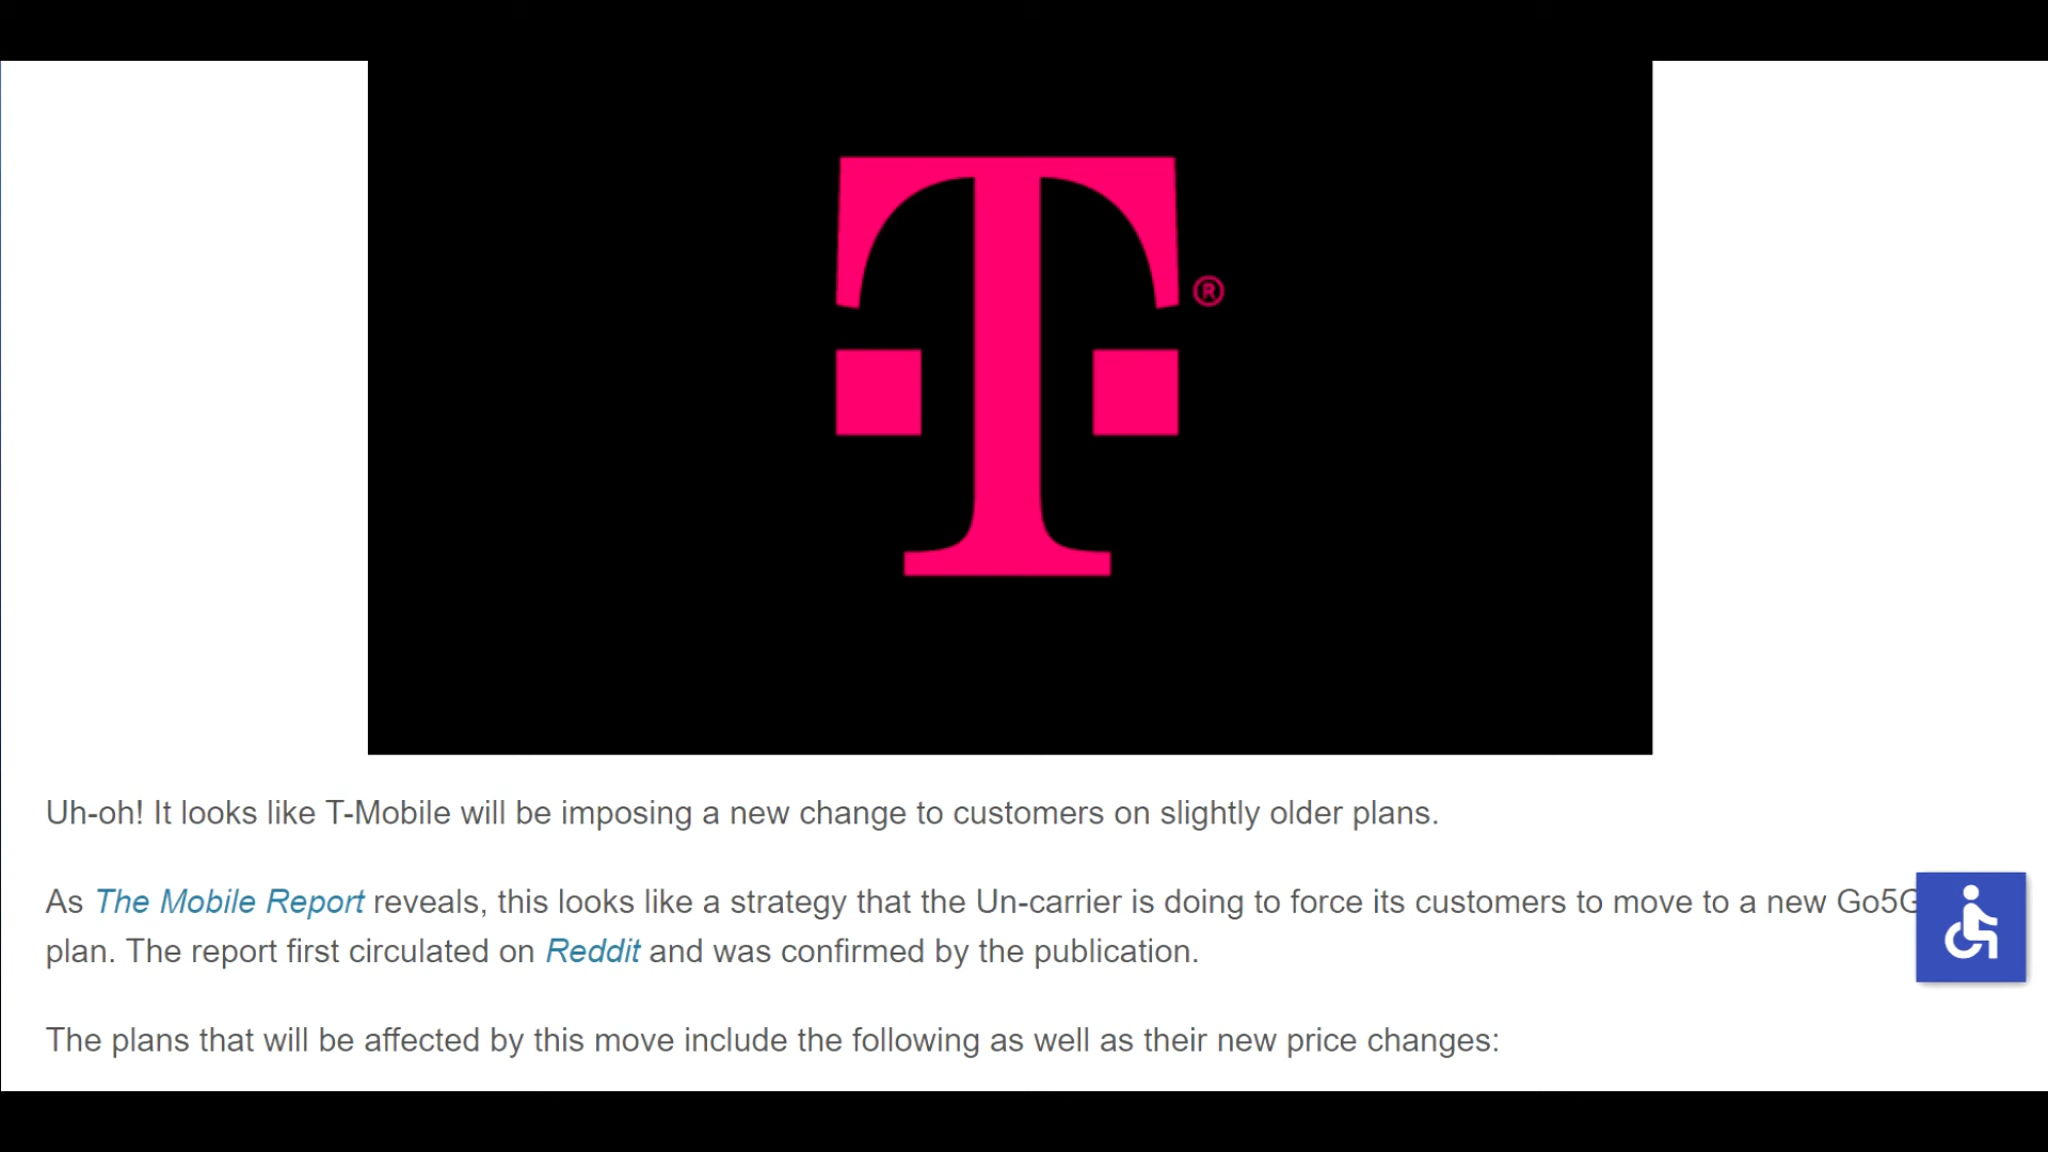 T
®
Uh-oh! It looks like T-Mobile will be imposing a new change to customers on slightly older plans.
As The Mobile Report reveals, this looks like a strategy that the Un-carrier is doing to force its customers to move to a new Go5G
plan. The report first circulated on Reddit and was confirmed by the publication.
The plans that will be affected by this move include the following as well as their new price changes: